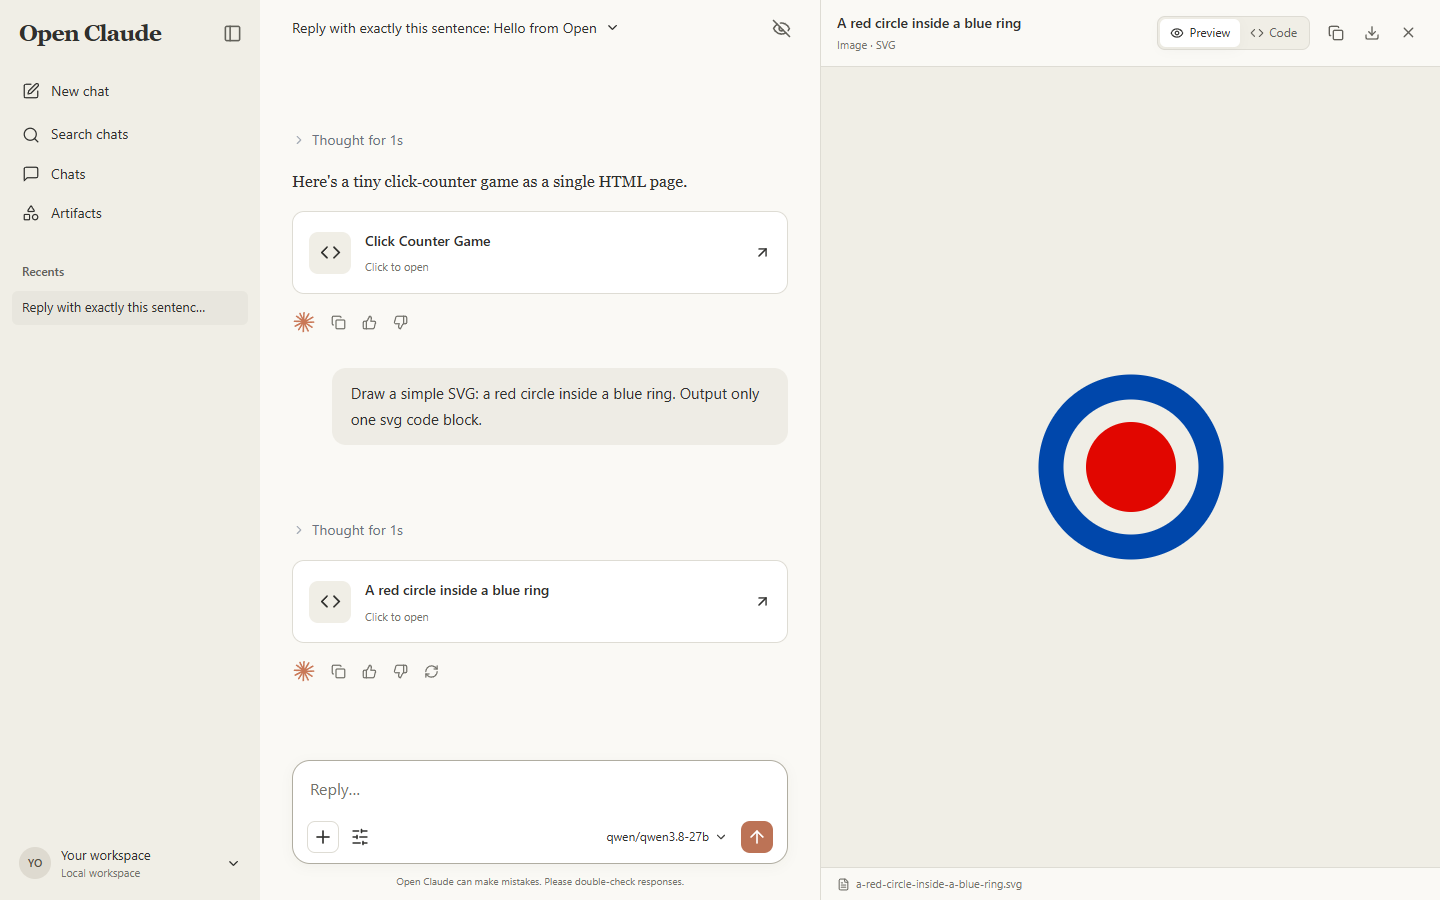 Open Claude
New chat
Search chats
Chats
Artifacts
Recents
Reply with exactly this sentenc...
YO
Your workspace
Local workspace
Reply with exactly this sentence: Hello from Open
Thought for 1s
Here's a tiny click-counter game as a single HTML page.
Click Counter Game
Click to open
Draw a simple SVG: a red circle inside a blue ring. Output only
one svg code block.
Thought for 1s
A red circle inside a blue ring
Click to open
Reply...
qwen/qwen3.8-27b
Open Claude can make mistakes. Please double-check responses.
A red circle inside a blue ring
Image · SVG
Preview
Code
a-red-circle-inside-a-blue-ring.svg